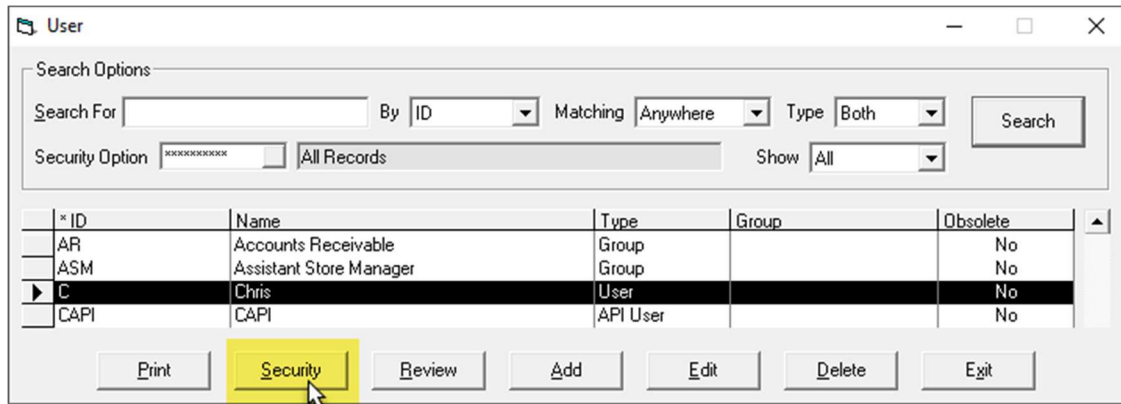 User
Search Options
Search For By ID Matching Anywhere Type Both Search
Security Option ********** All Records Show All
* ID Name Type Group Obsolete
AR Accounts Receivable Group No
ASM Assistant Store Manager Group No
C Chris User No
CAPI CAPI API User No
Print Security Review Add Edit Delete Exit